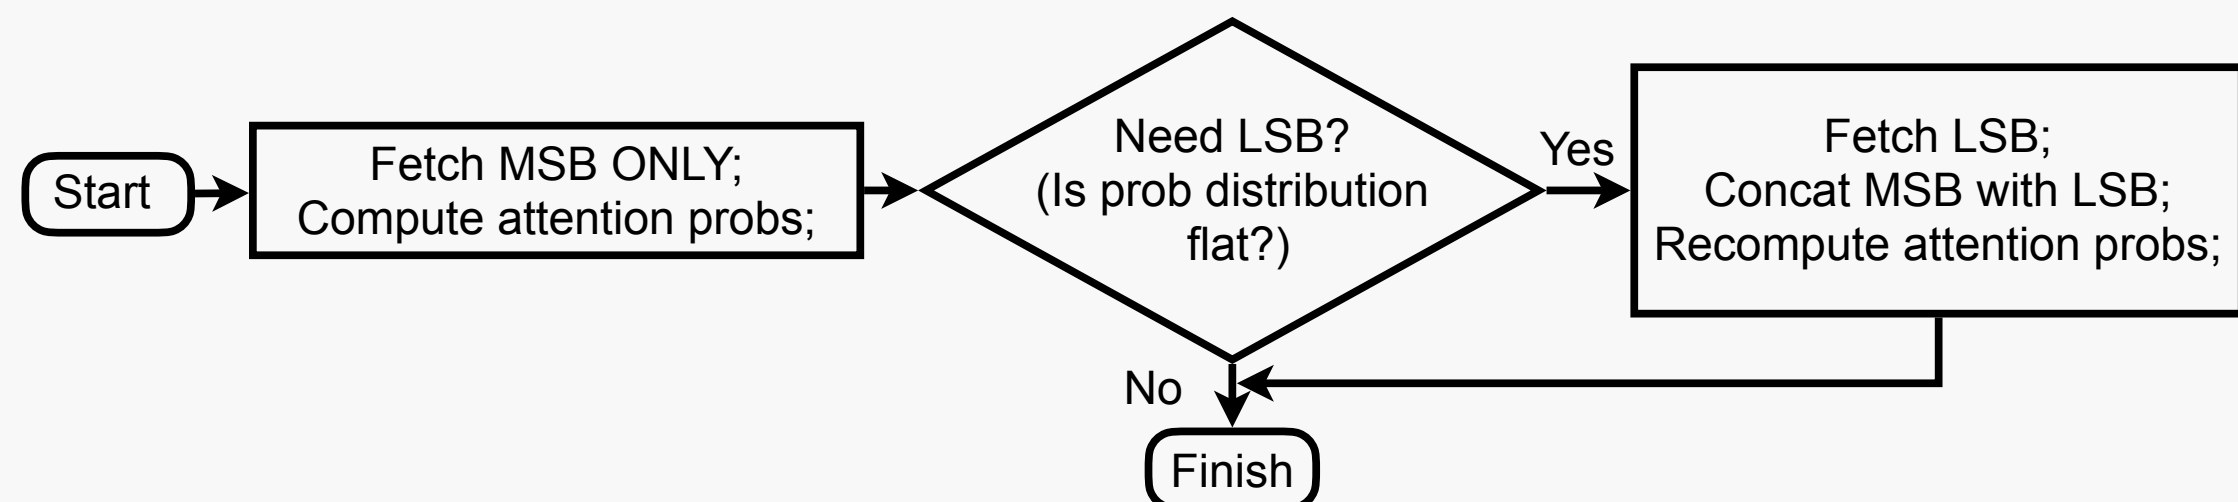 Start
Fetch MSB ONLY;
Compute attention probs;
Need LSB?
(Is prob distribution
flat?)
Yes
Fetch LSB;
Concat MSB with LSB;
Recompute attention probs;
No
Finish